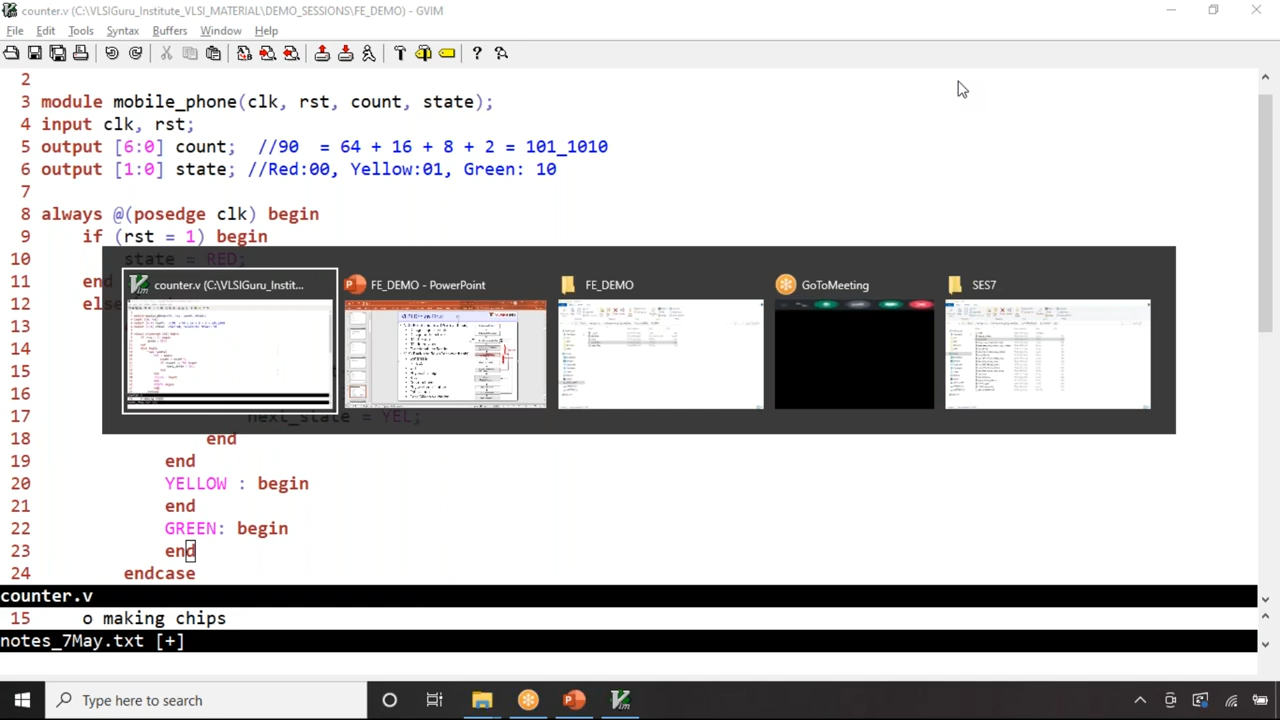 counter.v (C:\VLSIGuru_Institute_VLSI_MATERIAL\DEMO_SESSIONS\FE_DEMO) - GVIM
File Edit Tools Syntax Buffers Window Help
2
3 module mobile_phone(clk, rst, count, state);
4 input clk, rst;
5 output [6:0] count; //90 = 64 + 16 + 8 + 2 = 101_1010
6 output [1:0] state; //Red:00, Yellow:01, Green: 10
7
8 always @(posedge clk) begin
9 if (rst = 1) begin
10 state = RED;
11 end
12 else
13
14
15
16
17 next_state = YEL;
18 end
19 end
20 YELLOW : begin
21 end
22 GREEN: begin
23 end
24 endcase
counter.v (C:\VLSIGuru_Instit...
FE_DEMO - PowerPoint
FE_DEMO
GoToMeeting
SES7
counter.v
15 o making chips
notes_7May.txt [+]
Type here to search